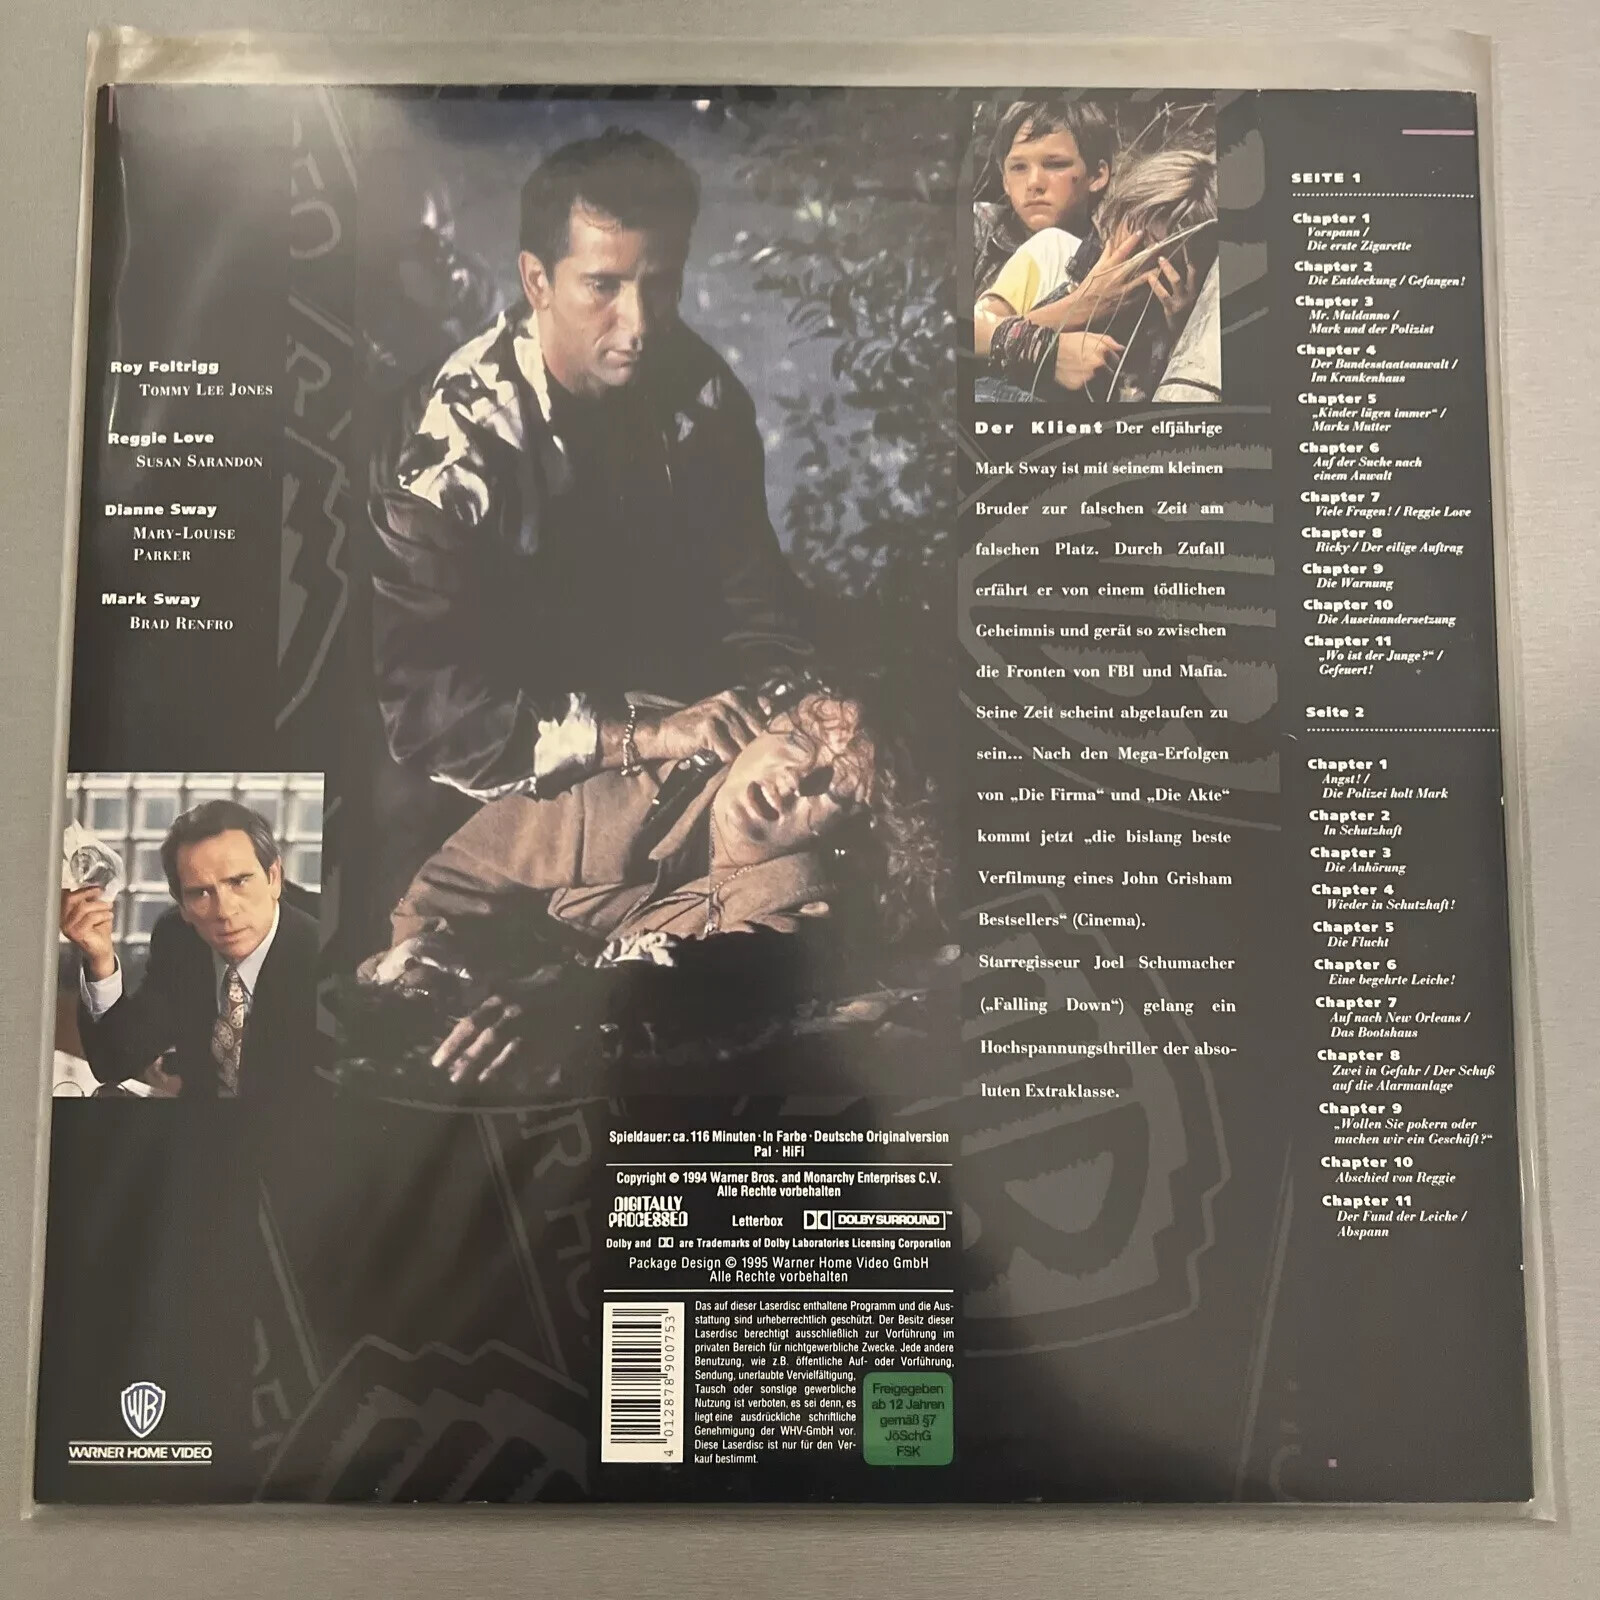 Roy Foltrigg
TOMMY LEE JONES
Reggie Love
SUSAN SARANDON
Dianne Sway
MARY-LOUISE
PARKER
Mark Sway
BRAD RENFRO
Der Klient Der elfjährige
Mark Sway ist mit seinem kleinen
Bruder zur falschen Zeit am
falschen Platz. Durch Zufall
erfährt er von einem tödlichen
Geheimnis und gerät so zwischen
die Fronten von FBI und Mafia.
Seine Zeit scheint abgelaufen zu
sein... Nach den Mega-Erfolgen
von „Die Firma“ und „Die Akte“
kommt jetzt „die bislang beste
Verfilmung eines John Grisham
Bestsellers“ (Cinema).
Starregisseur Joel Schumacher
(„Falling Down“) gelang ein
Hochspannungsthriller der abso-
luten Extraklasse.
SEITE 1
Chapter 1
Vorspann /
Die erste Zigarette
Chapter 2
Die Entdeckung / Gefangen!
Chapter 3
Mr. Muldanno /
Mark und der Polizist
Chapter 4
Der Bundesstaatsanwalt /
Im Krankenhaus
Chapter 5
„Kinder lügen immer“ /
Marks Mutter
Chapter 6
Auf der Suche nach
einem Anwalt
Chapter 7
Viele Fragen! / Reggie Love
Chapter 8
Ricky / Der eilige Auftrag
Chapter 9
Die Warnung
Chapter 10
Die Auseinandersetzung
Chapter 11
„Wo ist der Junge?“ /
Gefeuert!
Seite 2
Chapter 1
Angst! /
Die Polizei holt Mark
Chapter 2
In Schutzhaft
Chapter 3
Die Anhörung
Chapter 4
Wieder in Schutzhaft!
Chapter 5
Die Flucht
Chapter 6
Eine begehrte Leiche!
Chapter 7
Auf nach New Orleans /
Das Bootshaus
Chapter 8
Zwei in Gefahr / Der Schuß
auf die Alarmanlage
Chapter 9
„Wollen Sie pokern oder
machen wir ein Geschäft?“
Chapter 10
Abschied von Reggie
Chapter 11
Der Fund der Leiche /
Abspann
Spieldauer: ca. 116 Minuten · In Farbe · Deutsche Originalversion
Pal · HiFi
Copyright © 1994 Warner Bros. and Monarchy Enterprises C.V.
Alle Rechte vorbehalten
DIGITALLY
PROCESSED
Letterbox DOLBY SURROUND™
Dolby and are Trademarks of Dolby Laboratories Licensing Corporation
Package Design © 1995 Warner Home Video GmbH
Alle Rechte vorbehalten
4 012878 900753
Das auf dieser Laserdisc enthaltene Programm und die Aus-
stattung sind urheberrechtlich geschützt. Der Besitz dieser
Laserdisc berechtigt ausschließlich zur Vorführung im
privaten Bereich für nichtgewerbliche Zwecke. Jede andere
Benutzung, wie z.B. öffentliche Auf- oder Vorführung,
Sendung, unerlaubte Vervielfältigung,
Tausch oder sonstige gewerbliche
Nutzung ist verboten, es sei denn, es
liegt eine ausdrückliche schriftliche
Genehmigung der WHV-GmbH vor.
Diese Laserdisc ist nur für den Ver-
kauf bestimmt.
Freigegeben
ab 12 Jahren
gemäß §7
JöSchG
FSK
WB
WARNER HOME VIDEO